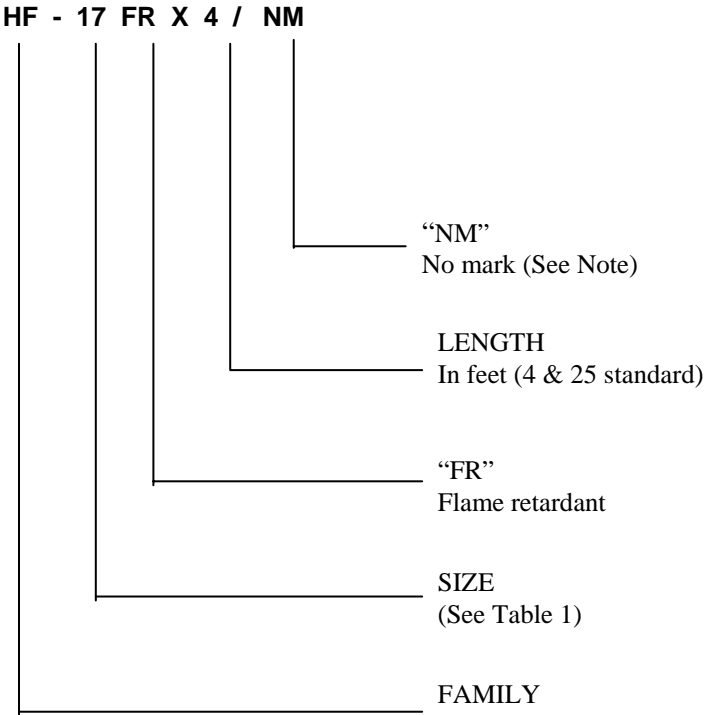 HF - 17 FR X 4 / NM
“NM”
No mark (See Note)
LENGTH
In feet (4 & 25 standard)
“FR”
Flame retardant
SIZE
(See Table 1)
FAMILY